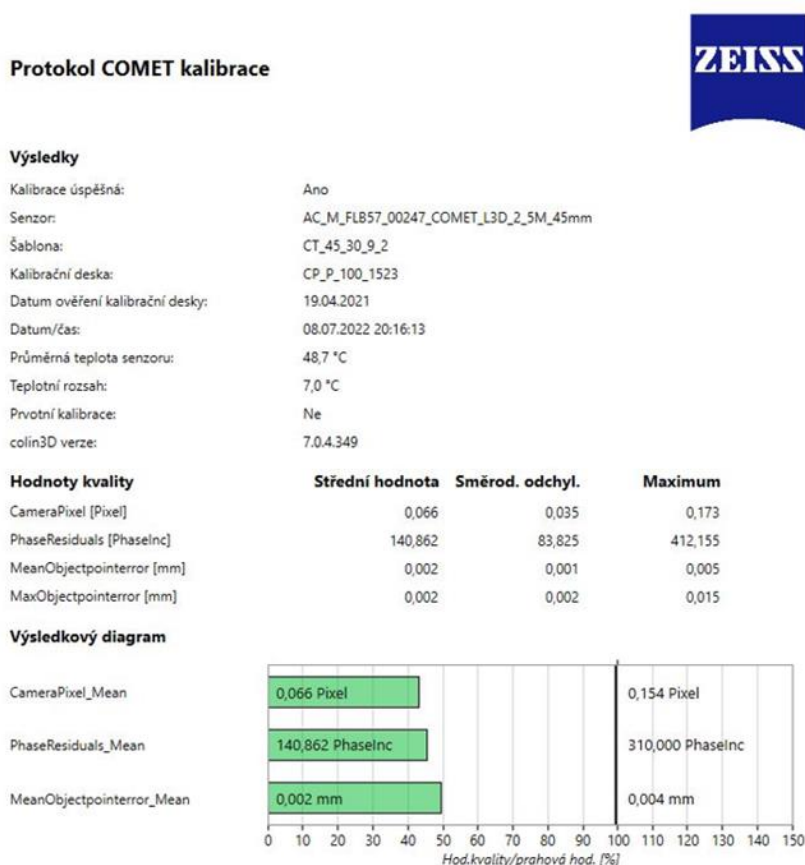 ZEISS
Protokol COMET kalibrace
Výsledky
Kalibrace úspěšná: Ano
Senzor: AC_M_FLB57_00247_COMET_L3D_2_5M_45mm
Šablona: CT_45_30_9_2
Kalibrační deska: CP_P_100_1523
Datum ověření kalibrační desky: 19.04.2021
Datum/čas: 08.07.2022 20:16:13
Průměrná teplota senzoru: 48,7 °C
Teplotní rozsah: 7,0 °C
Prvotní kalibrace: Ne
colin3D verze: 7.0.4.349
Hodnoty kvality Střední hodnota Směrod. odchyl. Maximum
CameraPixel [Pixel] 0,066 0,035 0,173
PhaseResiduals [PhaseInc] 140,862 83,825 412,155
MeanObjectpointerror [mm] 0,002 0,001 0,005
MaxObjectpointerror [mm] 0,002 0,002 0,015
Výsledkový diagram
CameraPixel_Mean 0,066 Pixel 0,154 Pixel
PhaseResiduals_Mean 140,862 PhaseInc 310,000 PhaseInc
MeanObjectpointerror_Mean 0,002 mm 0,004 mm
0 10 20 30 40 50 60 70 80 90 100 110 120 130 140 150
Hod.kvality/prahová hod. [%]